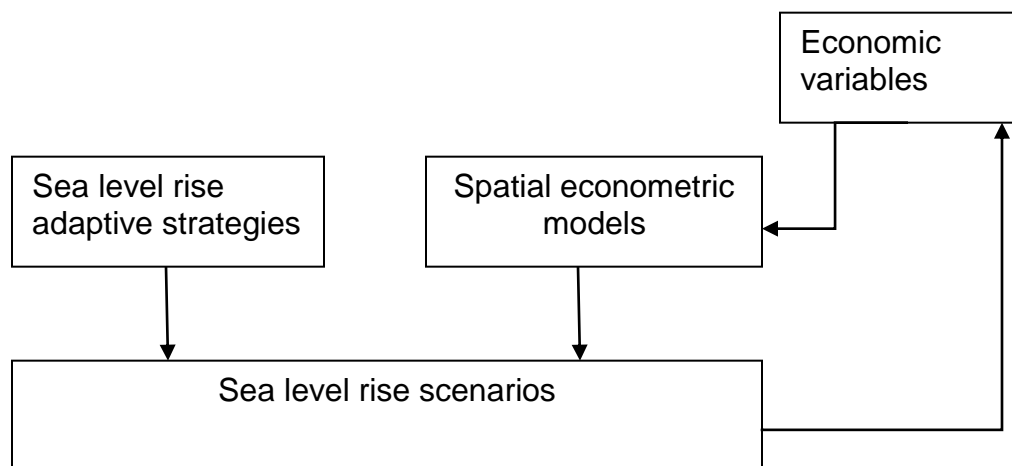 Economic
variables
Sea level rise
adaptive strategies
Spatial econometric
models
Sea level rise scenarios